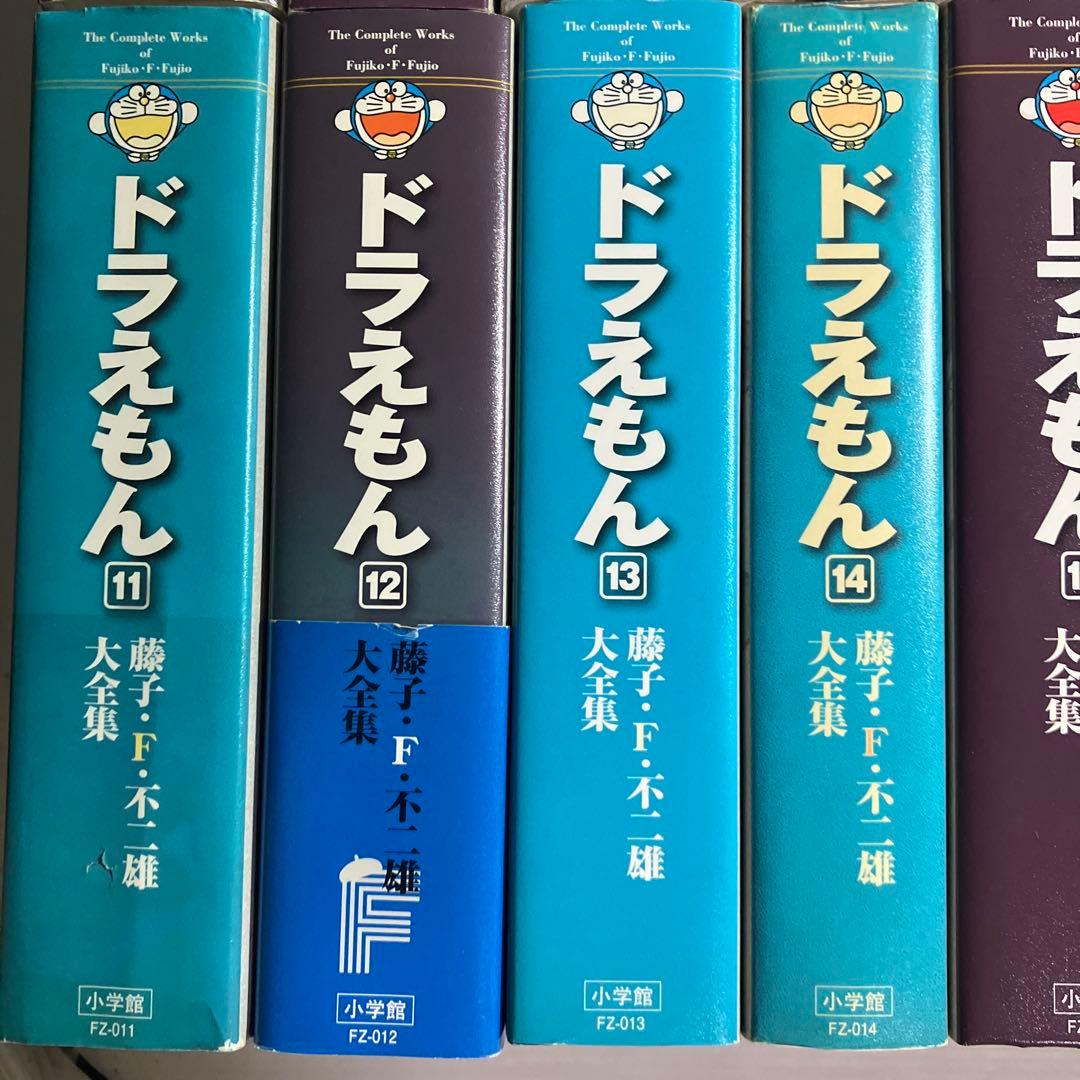 The Complete Works
of
Fujiko・F・Fujio
ドラえもん
11
藤子・F・不二雄
大全集
小学館
FZ-011
The Complete Works
of
Fujiko・F・Fujio
ドラえもん
12
藤子・F・不二雄
大全集
F
小学館
FZ-012
The Complete Works
of
Fujiko・F・Fujio
ドラえもん
13
藤子・F・不二雄
大全集
小学館
FZ-013
The Complete Works
of
Fujiko・F・Fujio
ドラえもん
14
藤子・F・不二雄
大全集
小学館
FZ-014
The
大全集